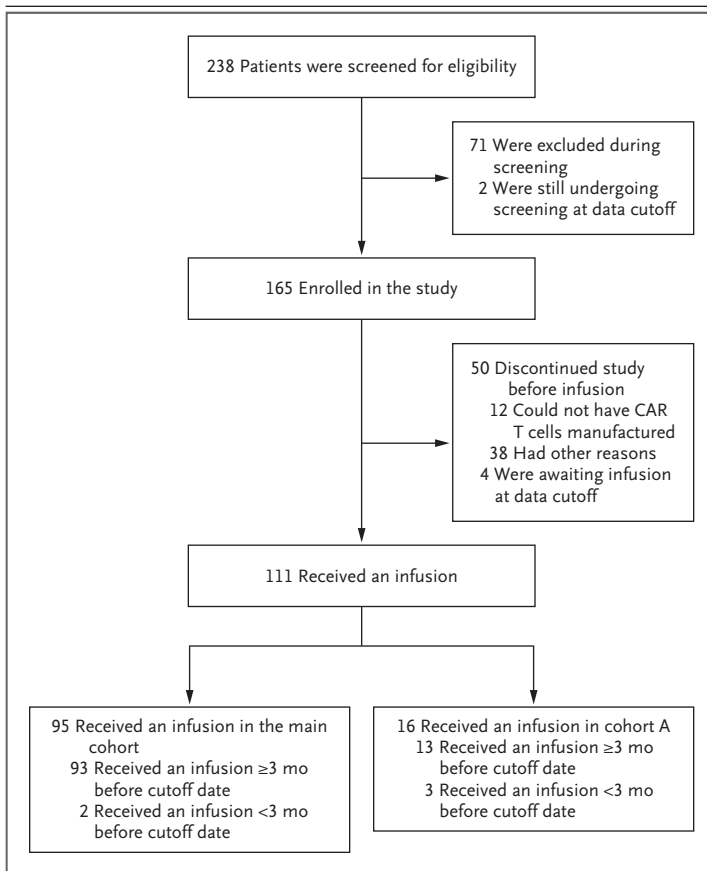 238 Patients were screened for eligibility
71 Were excluded during
screening
2 Were still undergoing
screening at data cutoff
165 Enrolled in the study
50 Discontinued study
before infusion
12 Could not have CAR
T cells manufactured
38 Had other reasons
4 Were awaiting infusion
at data cutoff
111 Received an infusion
95 Received an infusion in the main
cohort
93 Received an infusion ≥3 mo
before cutoff date
2 Received an infusion <3 mo
before cutoff date
16 Received an infusion in cohort A
13 Received an infusion ≥3 mo
before cutoff date
3 Received an infusion <3 mo
before cutoff date